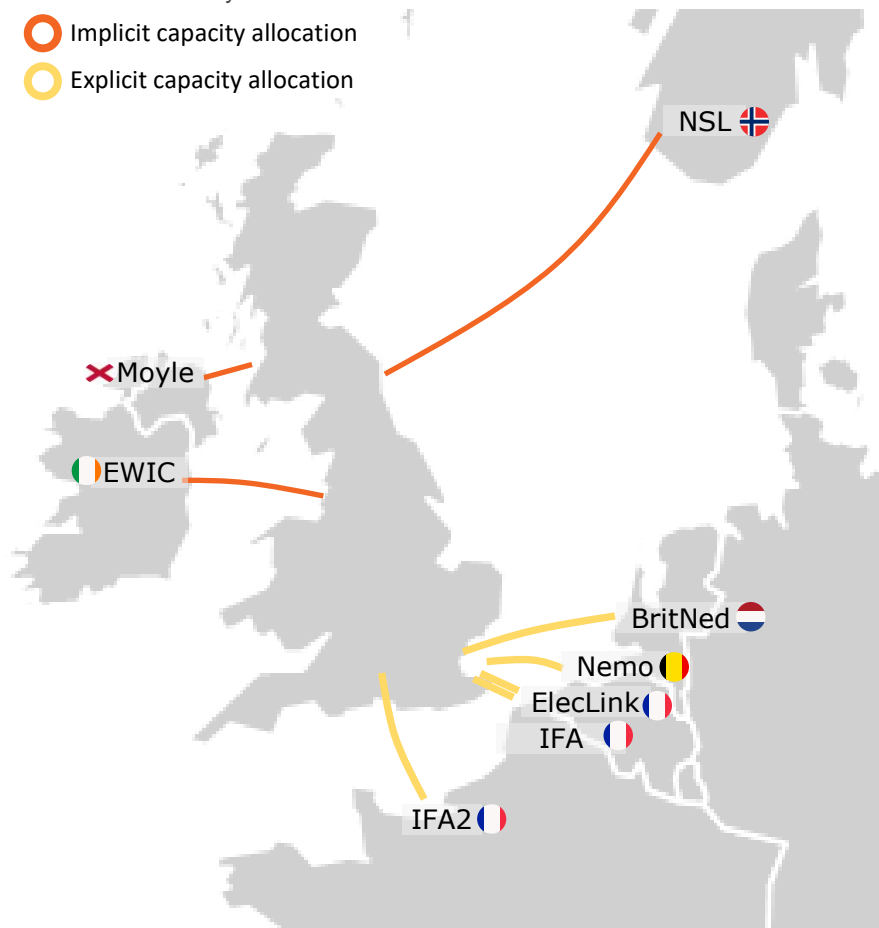 Implicit capacity allocation
Explicit capacity allocation
NSL
Moyle
EWIC
BritNed
Nemo
ElecLink
IFA
IFA2